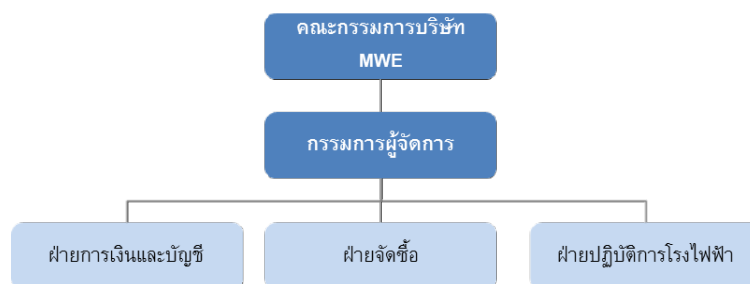 คณะกรรมการบริษัท
MWE
กรรมการผู้จัดการ
ฝ่ายการเงินและบัญชี
ฝ่ายจัดซื้อ
ฝ่ายปฏิบัติการโรงไฟฟ้า